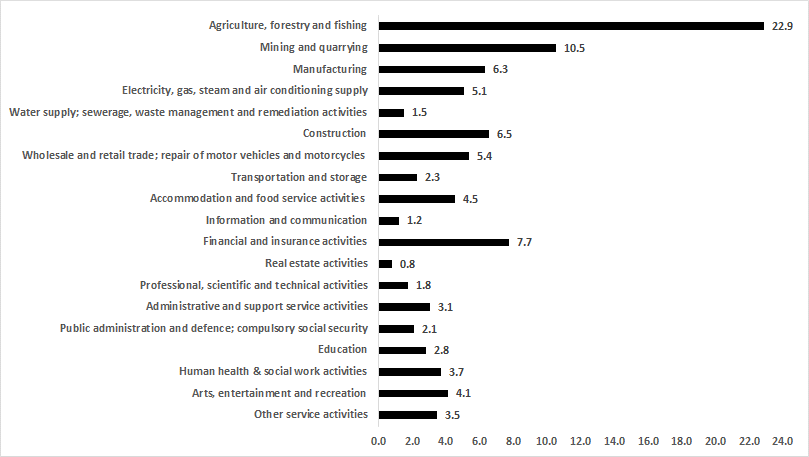 Agriculture, forestry and fishing 22.9
Mining and quarrying 10.5
Manufacturing 6.3
Electricity, gas, steam and air conditioning supply 5.1
Water supply; sewerage, waste management and remediation activities 1.5
Construction 6.5
Wholesale and retail trade; repair of motor vehicles and motorcycles 5.4
Transportation and storage 2.3
Accommodation and food service activities 4.5
Information and communication 1.2
Financial and insurance activities 7.7
Real estate activities 0.8
Professional, scientific and technical activities 1.8
Administrative and support service activities 3.1
Public administration and defence; compulsory social security 2.1
Education 2.8
Human health & social work activities 3.7
Arts, entertainment and recreation 4.1
Other service activities 3.5
0.0 2.0 4.0 6.0 8.0 10.0 12.0 14.0 16.0 18.0 20.0 22.0 24.0